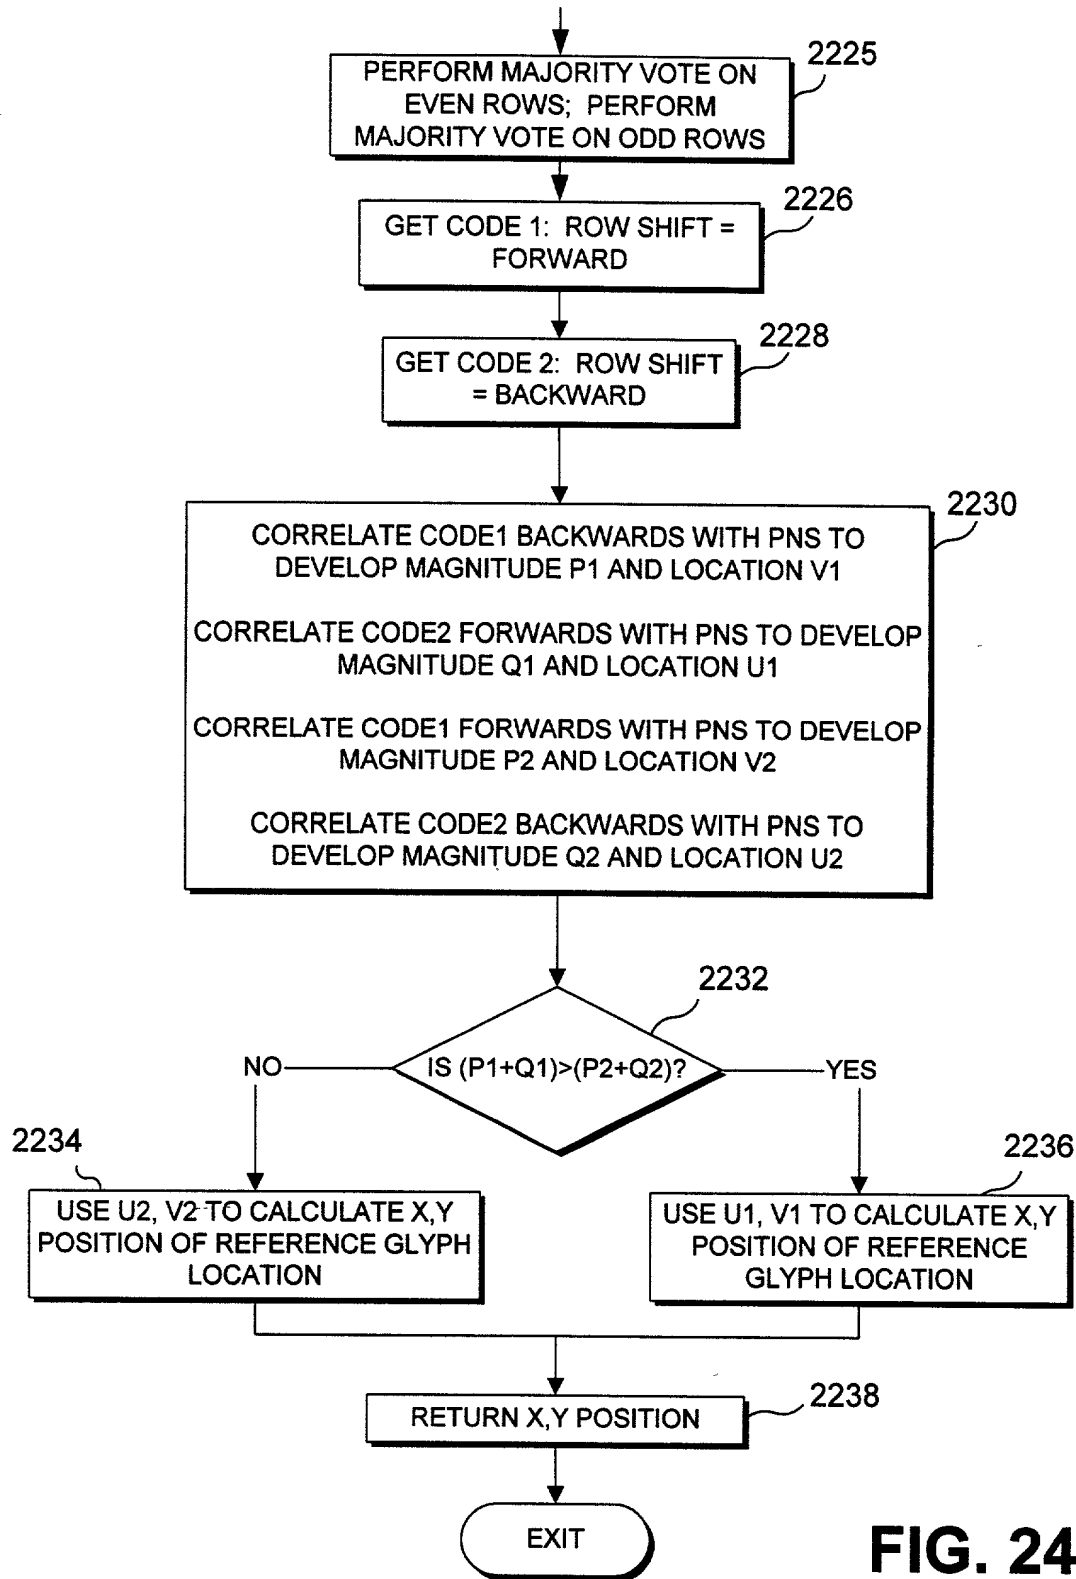 PERFORM MAJORITY VOTE ON
EVEN ROWS; PERFORM
MAJORITY VOTE ON ODD ROWS
2225
GET CODE 1: ROW SHIFT =
FORWARD
2226
GET CODE 2: ROW SHIFT
= BACKWARD
2228
2230
CORRELATE CODE1 BACKWARDS WITH PNS TO
DEVELOP MAGNITUDE P1 AND LOCATION V1
CORRELATE CODE2 FORWARDS WITH PNS TO DEVELOP
MAGNITUDE Q1 AND LOCATION U1
CORRELATE CODE1 FORWARDS WITH PNS TO DEVELOP
MAGNITUDE P2 AND LOCATION V2
CORRELATE CODE2 BACKWARDS WITH PNS TO
DEVELOP MAGNITUDE Q2 AND LOCATION U2
2232
IS (P1+Q1)>(P2+Q2)?
NO
YES
2234
USE U2, V2 TO CALCULATE X,Y
POSITION OF REFERENCE GLYPH
LOCATION
2236
USE U1, V1 TO CALCULATE X,Y
POSITION OF REFERENCE
GLYPH LOCATION
2238
RETURN X,Y POSITION
EXIT
FIG. 24